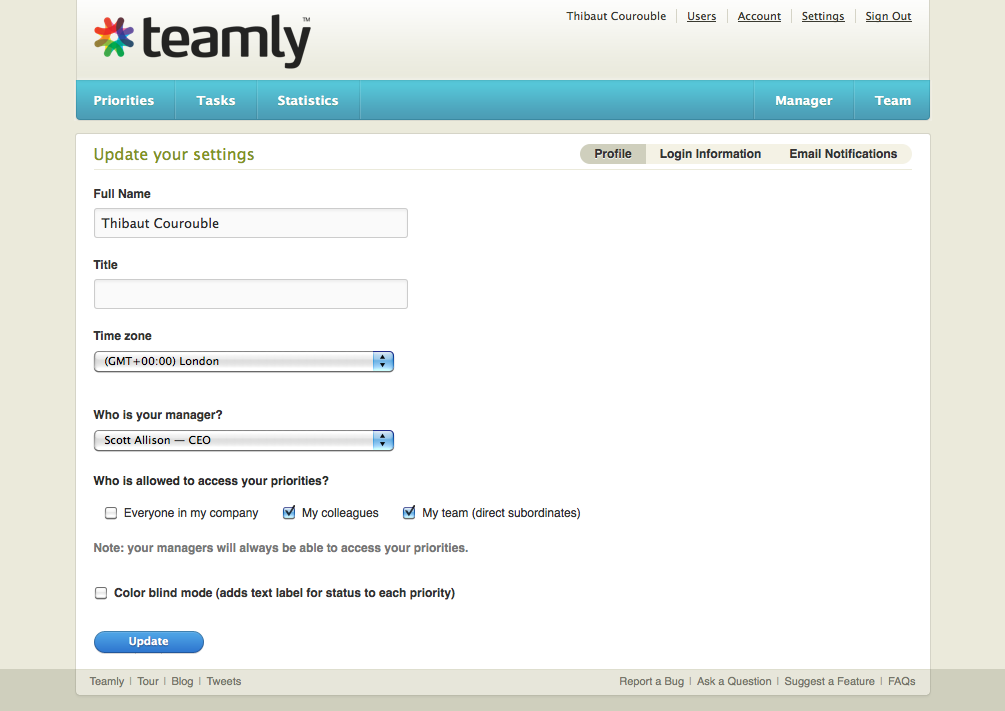 teamly™
Thibaut Courouble Users Account Settings Sign Out
Priorities Tasks Statistics Manager Team
Update your settings Profile Login Information Email Notifications
Full Name
Thibaut Courouble
Title
Time zone
(GMT+00:00) London
Who is your manager?
Scott Allison — CEO
Who is allowed to access your priorities?
Everyone in my company My colleagues My team (direct subordinates)
Note: your managers will always be able to access your priorities.
Color blind mode (adds text label for status to each priority)
Update
Teamly | Tour | Blog | Tweets Report a Bug | Ask a Question | Suggest a Feature | FAQs